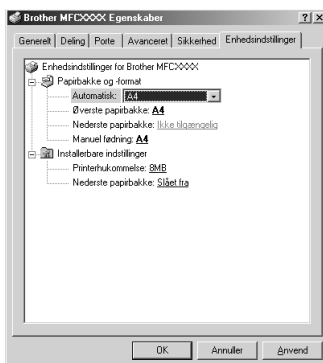 Brother MFCXXXX Egenskaber
Generelt Deling Porte Avanceret Sikkerhed Enhedsindstillinger
Enhedsindstillinger for Brother MFCXXXX
Papirbakke og -format
Automatisk: A4
Øverste papirbakke: A4
Nederste papirbakke: Ikke tilgængelig
Manuel fødning: A4
Installerbare indstillinger
Printerhukommelse: 8MB
Nederste papirbakke: Slået fra
OK Annuller Anvend